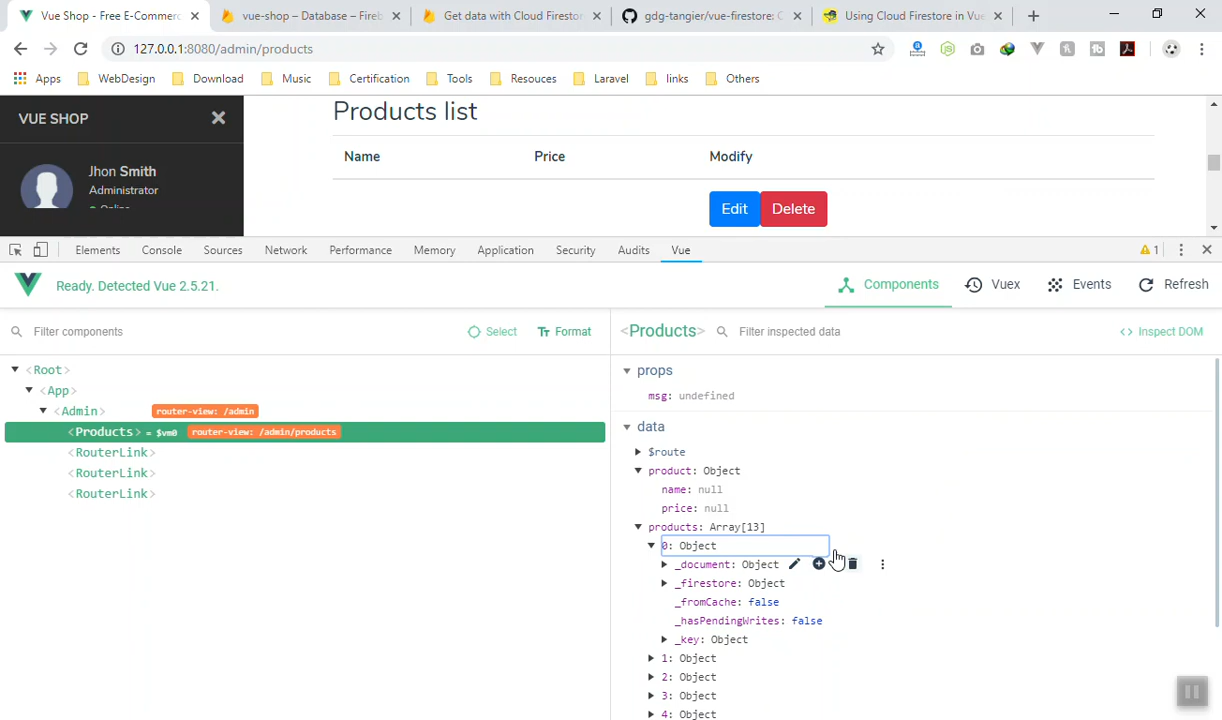 Vue Shop - Free E-Commerc
vue-shop – Database – Fireb
Get data with Cloud Firestor
gdg-tangier/vue-firestore: C
Using Cloud Firestore in Vue
127.0.0.1:8080/admin/products
Apps
WebDesign
Download
Music
Certification
Tools
Resouces
Laravel
links
Others
VUE SHOP
Jhon Smith
Administrator
Online
Products list
Name Price Modify
Edit Delete
Elements Console Sources Network Performance Memory Application Security Audits Vue
1
Ready. Detected Vue 2.5.21.
Components Vuex Events Refresh
Filter components
Select
Format
<Root>
<App>
<Admin> router-view: /admin
<Products> = $vm0 router-view: /admin/products
<RouterLink>
<RouterLink>
<RouterLink>
<Products> Filter inspected data
<> Inspect DOM
props
msg: undefined
data
$route
product: Object
name: null
price: null
products: Array[13]
0: Object
_document: Object
_firestore: Object
_fromCache: false
_hasPendingWrites: false
_key: Object
1: Object
2: Object
3: Object
4: Object